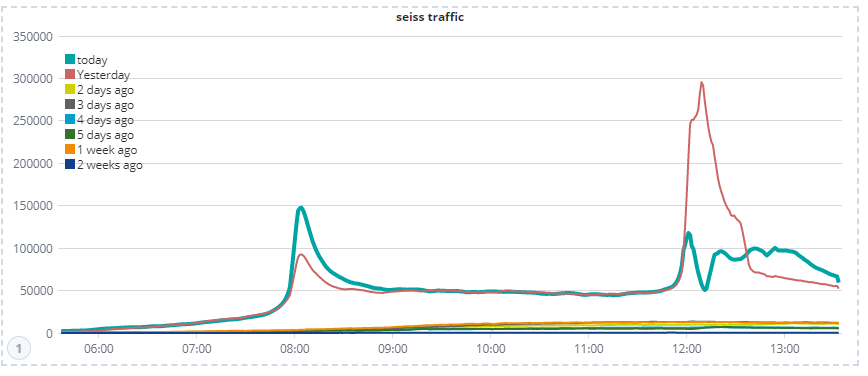 seiss traffic
350000
300000
250000
200000
150000
100000
50000
0
today
Yesterday
2 days ago
3 days ago
4 days ago
5 days ago
1 week ago
2 weeks ago
06:00 07:00 08:00 09:00 10:00 11:00 12:00 13:00
1